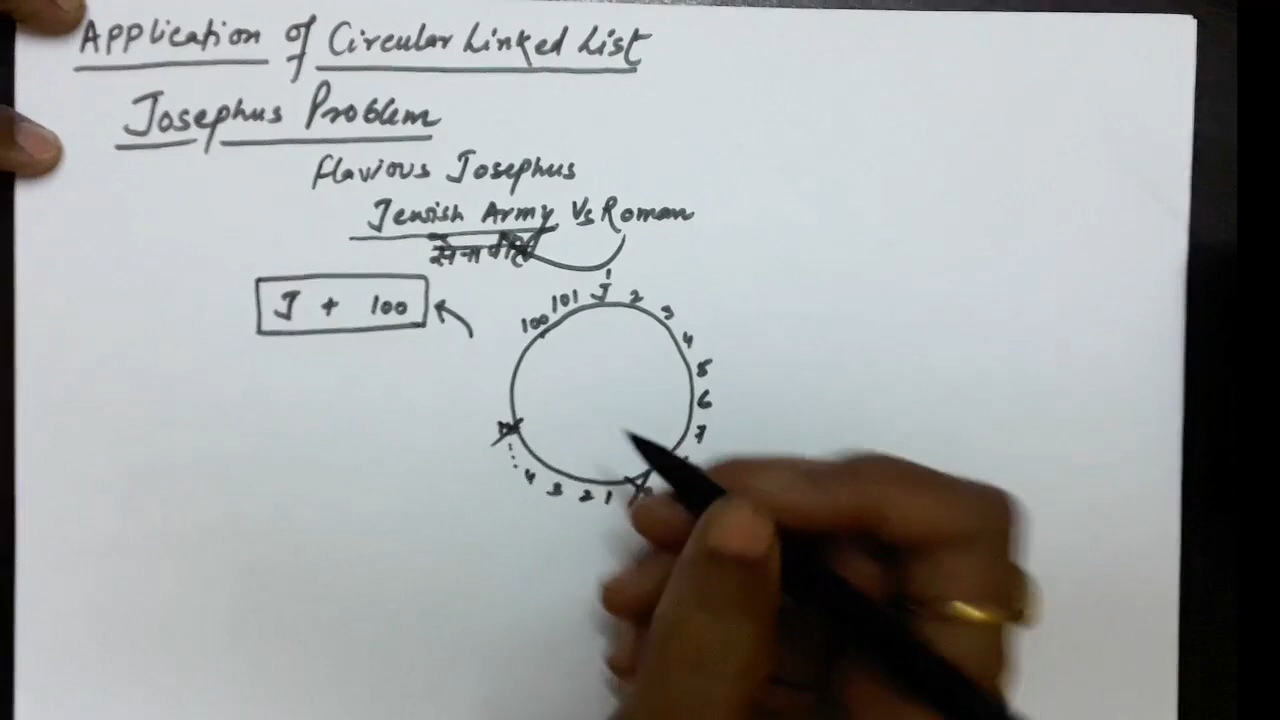 Application of Circular Linked List
Josephus Problem
Flavious Josephus
Jewish Army Vs Roman
J + 100
1
100 101 J 2
3
4
5
6
7
4 3 2 1